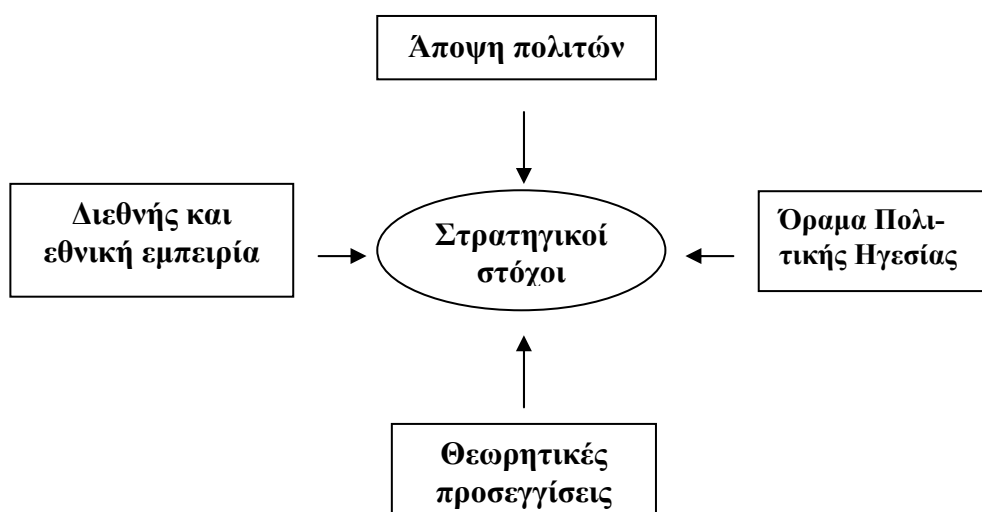 Άποψη πολιτών
Διεθνής και
εθνική εμπειρία
Στρατηγικοί
στόχοι
Όραμα Πολι-
τικής Ηγεσίας
Θεωρητικές
προσεγγίσεις